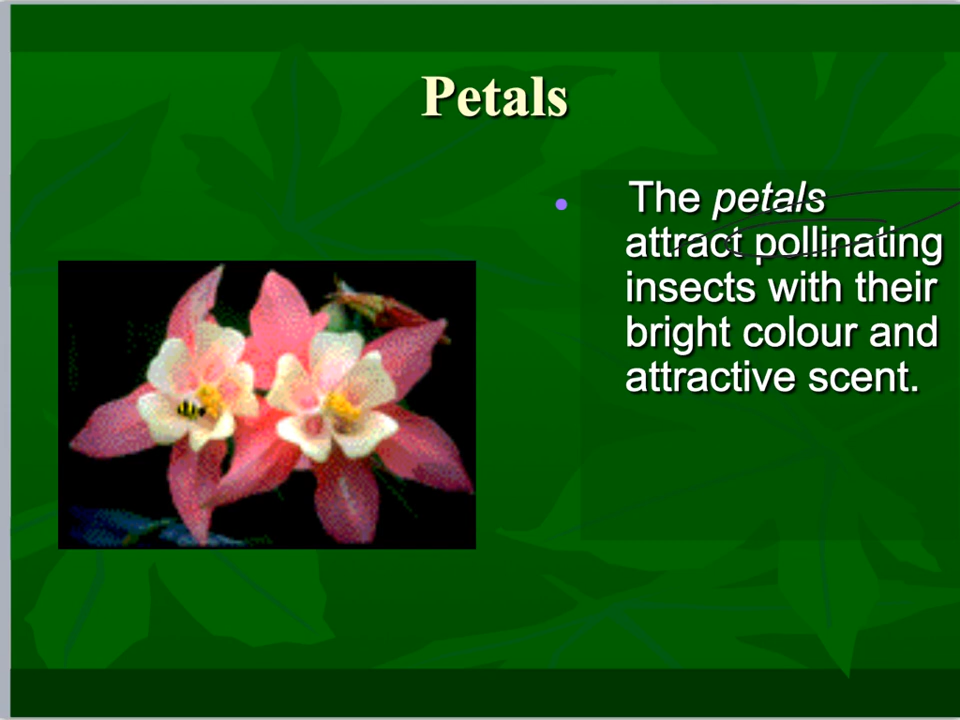 Petals
• The petals
attract pollinating
insects with their
bright colour and
attractive scent.